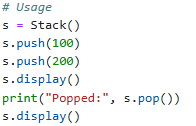 # Usage
s = Stack()
s.push(100)
s.push(200)
s.display()
print("Popped:", s.pop())
s.display()